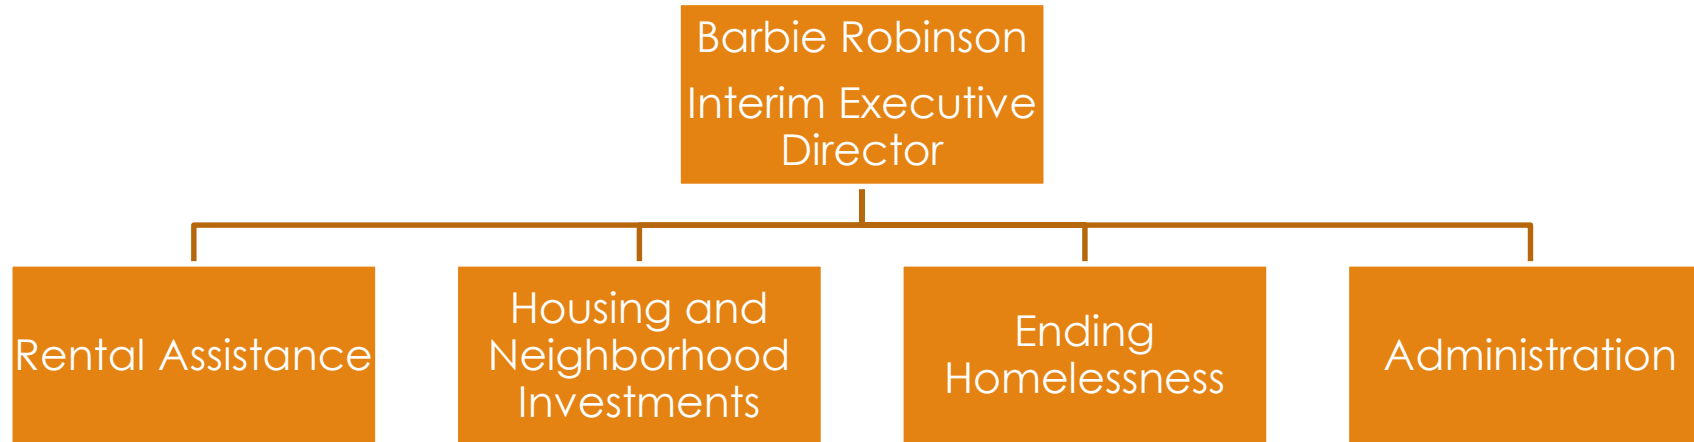 Barbie Robinson
Interim Executive
Director
Rental Assistance
Housing and
Neighborhood
Investments
Ending
Homelessness
Administration